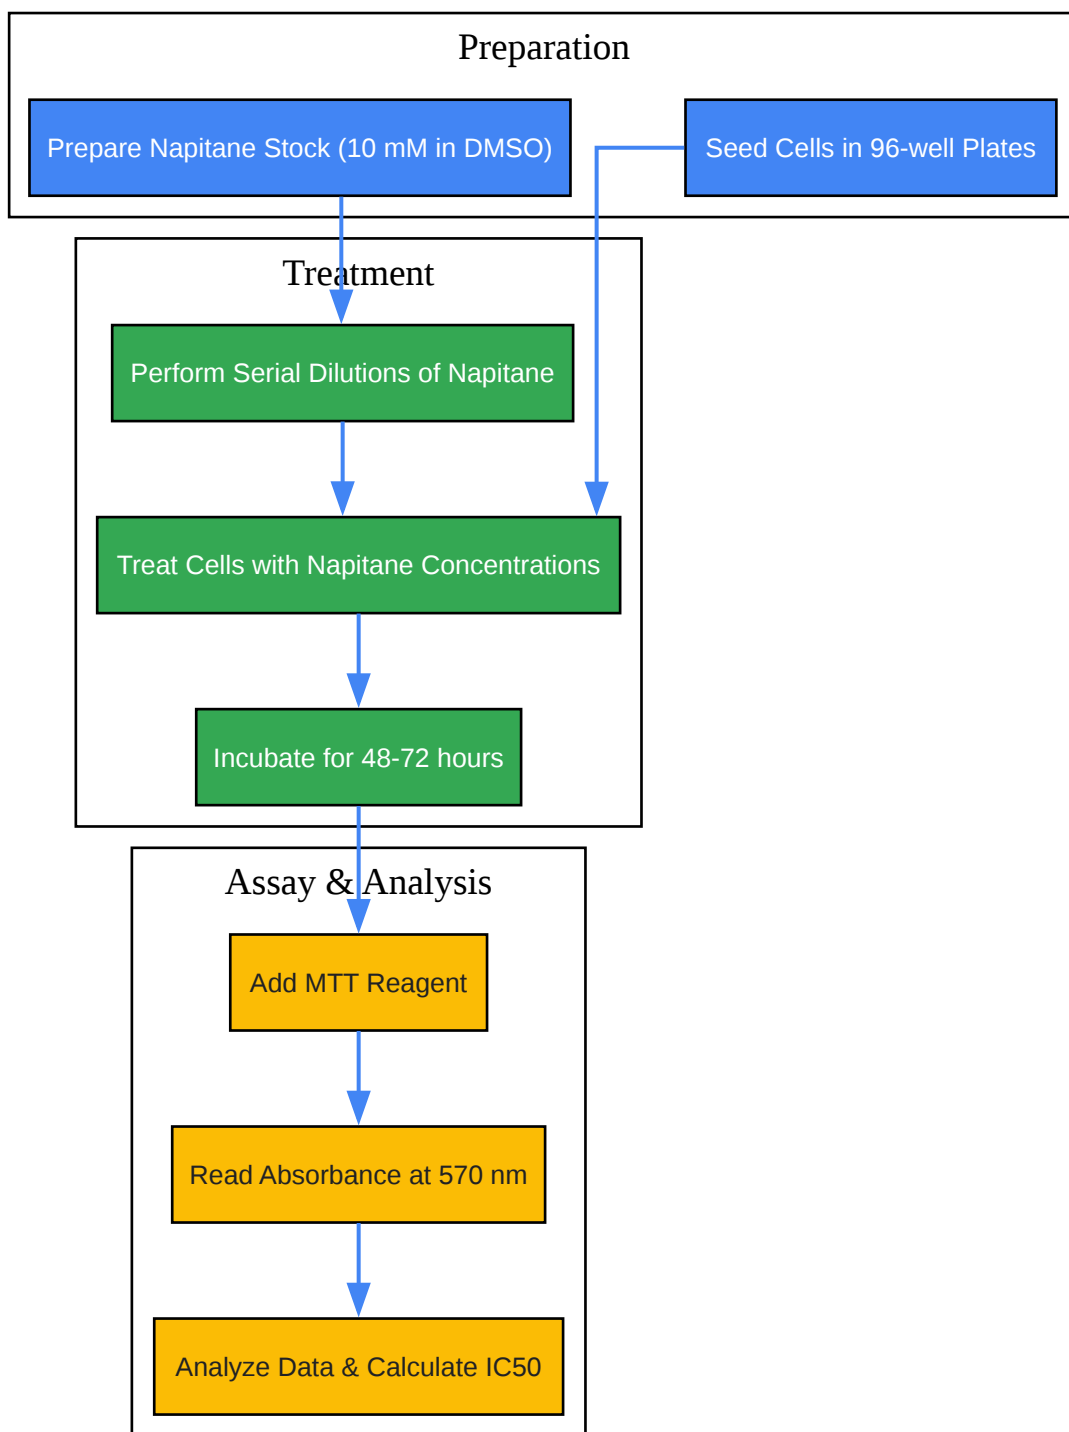 Preparation
Prepare Napitane Stock (10 mM in DMSO)
Seed Cells in 96-well Plates
Treatment
Perform Serial Dilutions of Napitane
Treat Cells with Napitane Concentrations
Incubate for 48-72 hours
Assay & Analysis
Add MTT Reagent
Read Absorbance at 570 nm
Analyze Data & Calculate IC50